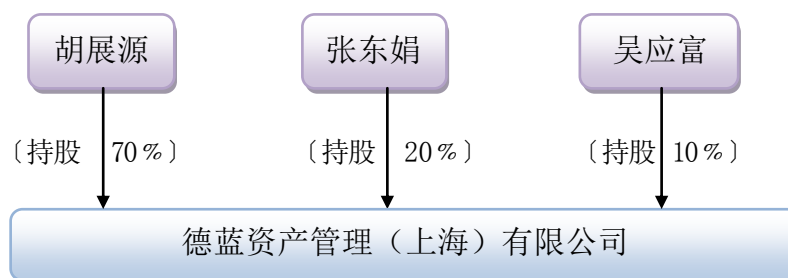 胡展源 张东娟 吴应富
〔持股 70%〕 〔持股 20%〕 〔持股 10%〕
德蓝资产管理（上海）有限公司